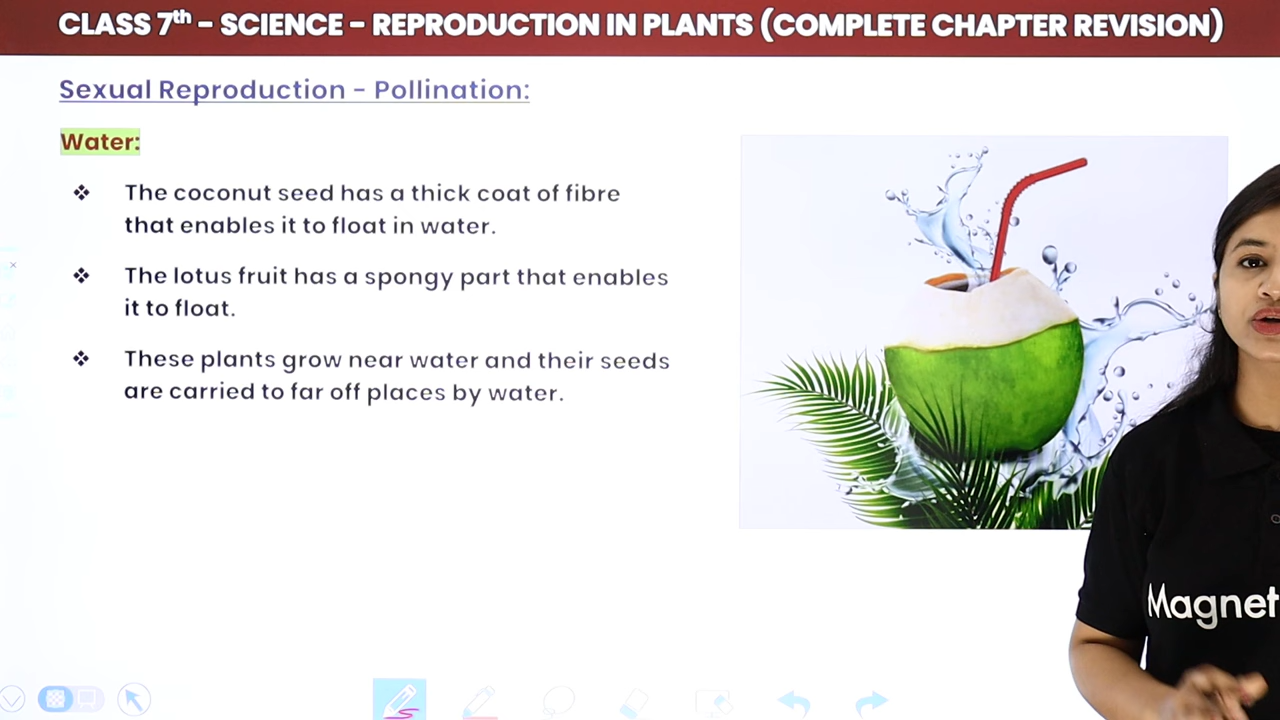 CLASS 7th – SCIENCE – REPRODUCTION IN PLANTS (COMPLETE CHAPTER REVISION)
Sexual Reproduction – Pollination:
Water:
❖ The coconut seed has a thick coat of fibre
that enables it to float in water.
❖ The lotus fruit has a spongy part that enables
it to float.
❖ These plants grow near water and their seeds
are carried to far off places by water.
Magnet